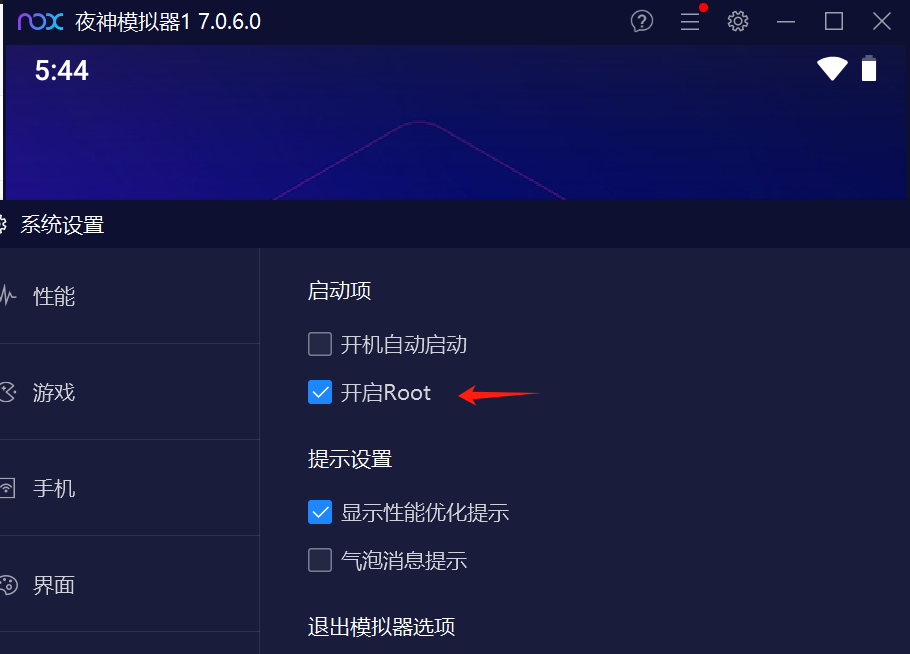 nox 夜神模拟器1 7.0.6.0
5:44
系统设置
性能
游戏
手机
界面
启动项
开机自动启动
开启Root
提示设置
显示性能优化提示
气泡消息提示
退出模拟器选项